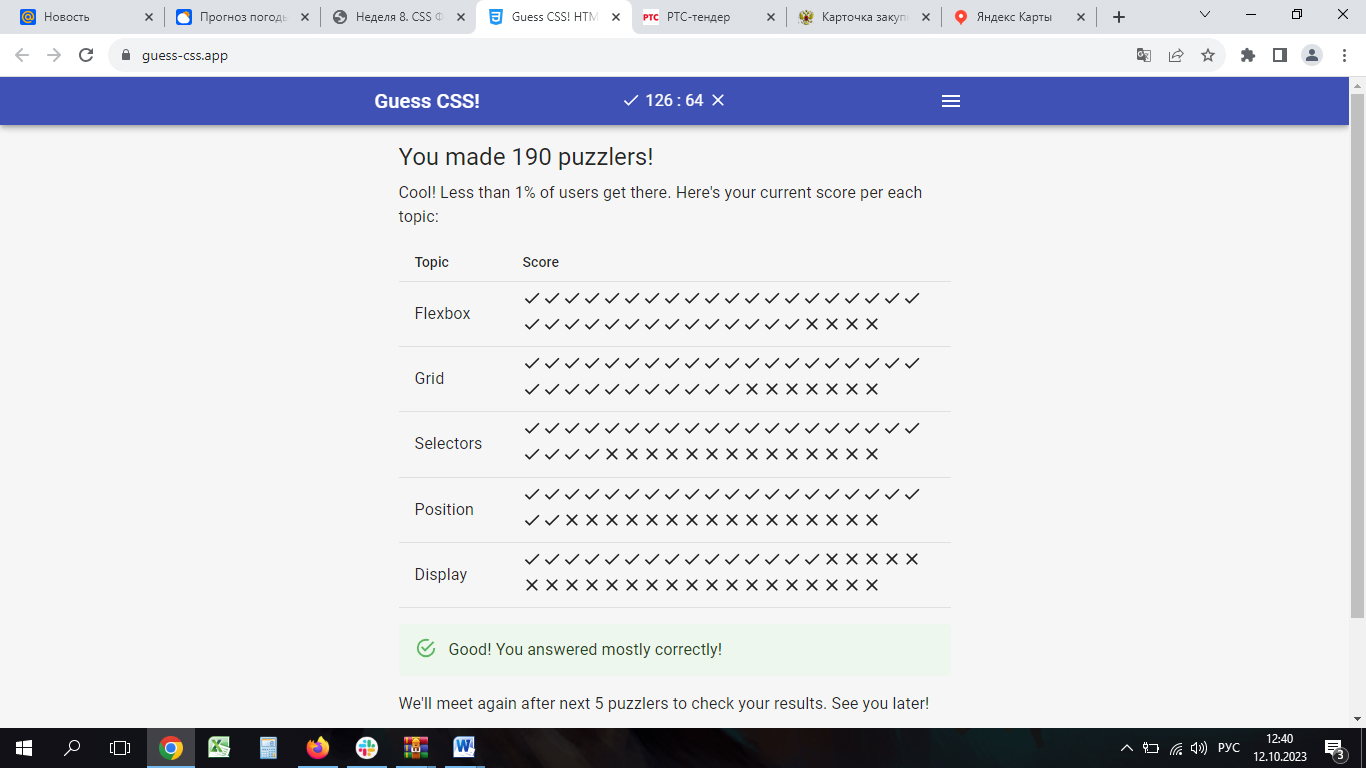 Новость
Прогноз погоды
Неделя 8. CSS Ф
Guess CSS! HTM
РТС РТС-тендер
Карточка закуп
Яндекс Карты
guess-css.app
Guess CSS!
126 : 64
You made 190 puzzlers!
Cool! Less than 1% of users get there. Here's your current score per each
topic:
Topic Score
Flexbox
Grid
Selectors
Position
Display
Good! You answered mostly correctly!
We'll meet again after next 5 puzzlers to check your results. See you later!
РУС
12:40
12.10.2023
3